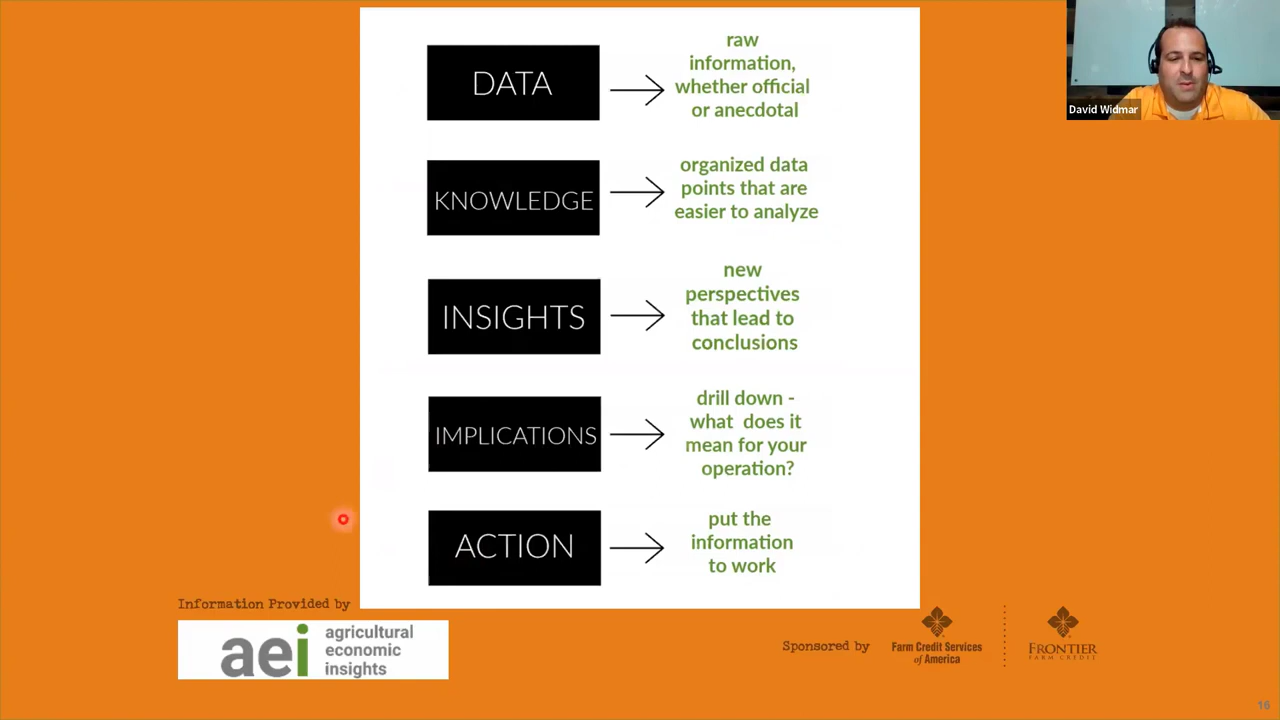 DATA
raw
information,
whether official
or anecdotal
KNOWLEDGE
organized data
points that are
easier to analyze
INSIGHTS
new
perspectives
that lead to
conclusions
IMPLICATIONS
drill down -
what does it
mean for your
operation?
ACTION
put the
information
to work
David Widmar
Information Provided by
aei
agricultural
economic
insights
Sponsored by
Farm Credit Services
of America
FRONTIER
FARM CREDIT
16